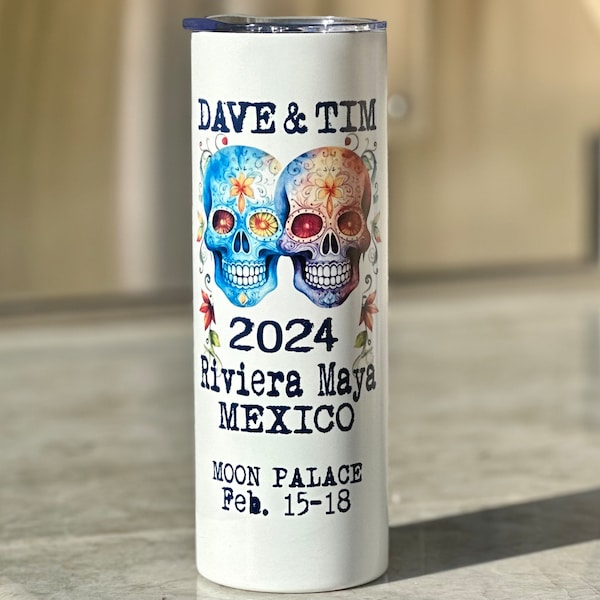 DAVE & TIM
2024
Riviera Maya
MEXICO
MOON PALACE
Feb. 15-18